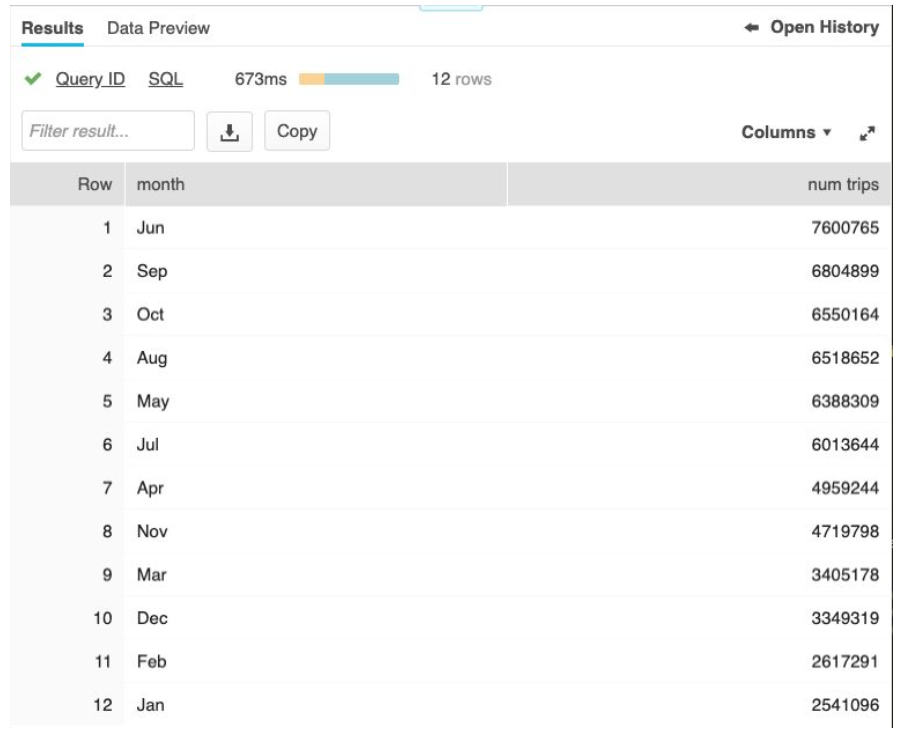 Results Data Preview Open History
Query ID SQL 673ms 12 rows
Filter result... Copy Columns
Row month num trips
1 Jun 7600765
2 Sep 6804899
3 Oct 6550164
4 Aug 6518652
5 May 6388309
6 Jul 6013644
7 Apr 4959244
8 Nov 4719798
9 Mar 3405178
10 Dec 3349319
11 Feb 2617291
12 Jan 2541096